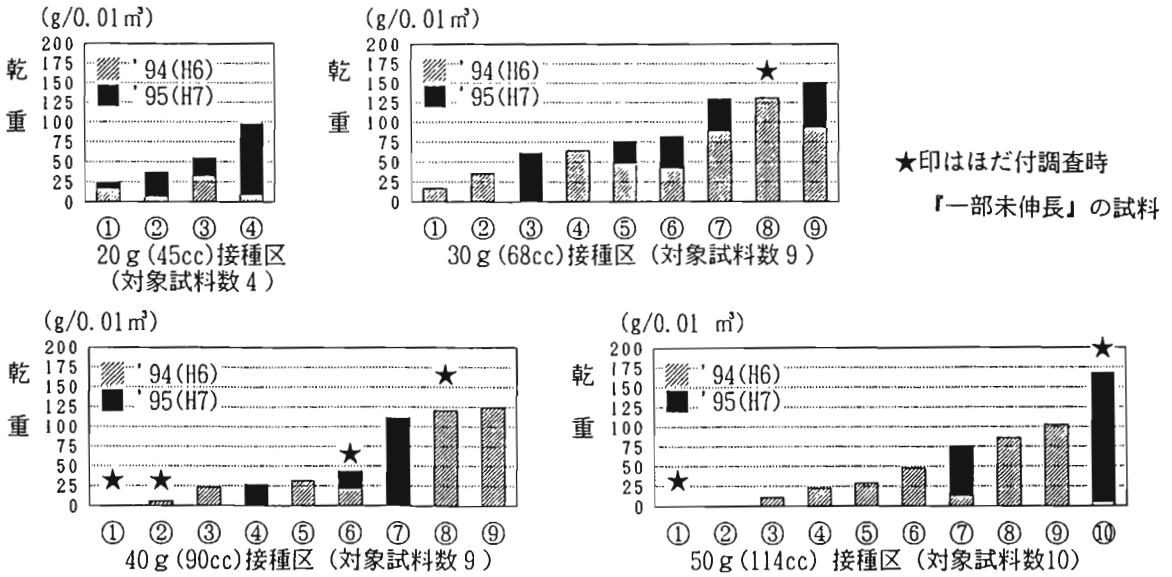 (g/0.01㎥)
乾重
200
175
150
125
100
75
50
25
0
'94(H6)
'95(H7)
① ② ③ ④
20g(45cc)接種区
(対象試料数4)
(g/0.01㎥)
乾重
200
175
150
125
100
75
50
25
0
'94(H6)
'95(H7)
★
① ② ③ ④ ⑤ ⑥ ⑦ ⑧ ⑨
30g(68cc)接種区(対象試料数9)
★印はほだ付調査時
『一部未伸長』の試料
(g/0.01㎥)
乾重
200
175
150
125
100
75
50
25
0
'94(H6)
'95(H7)
★ ★ ★ ★
① ② ③ ④ ⑤ ⑥ ⑦ ⑧ ⑨
40g(90cc)接種区(対象試料数9)
(g/0.01 ㎥)
乾重
200
175
150
125
100
75
50
25
0
'94(H6)
'95(H7)
★ ★
① ② ③ ④ ⑤ ⑥ ⑦ ⑧ ⑨ ⑩
50g(114cc) 接種区(対象試料数10)